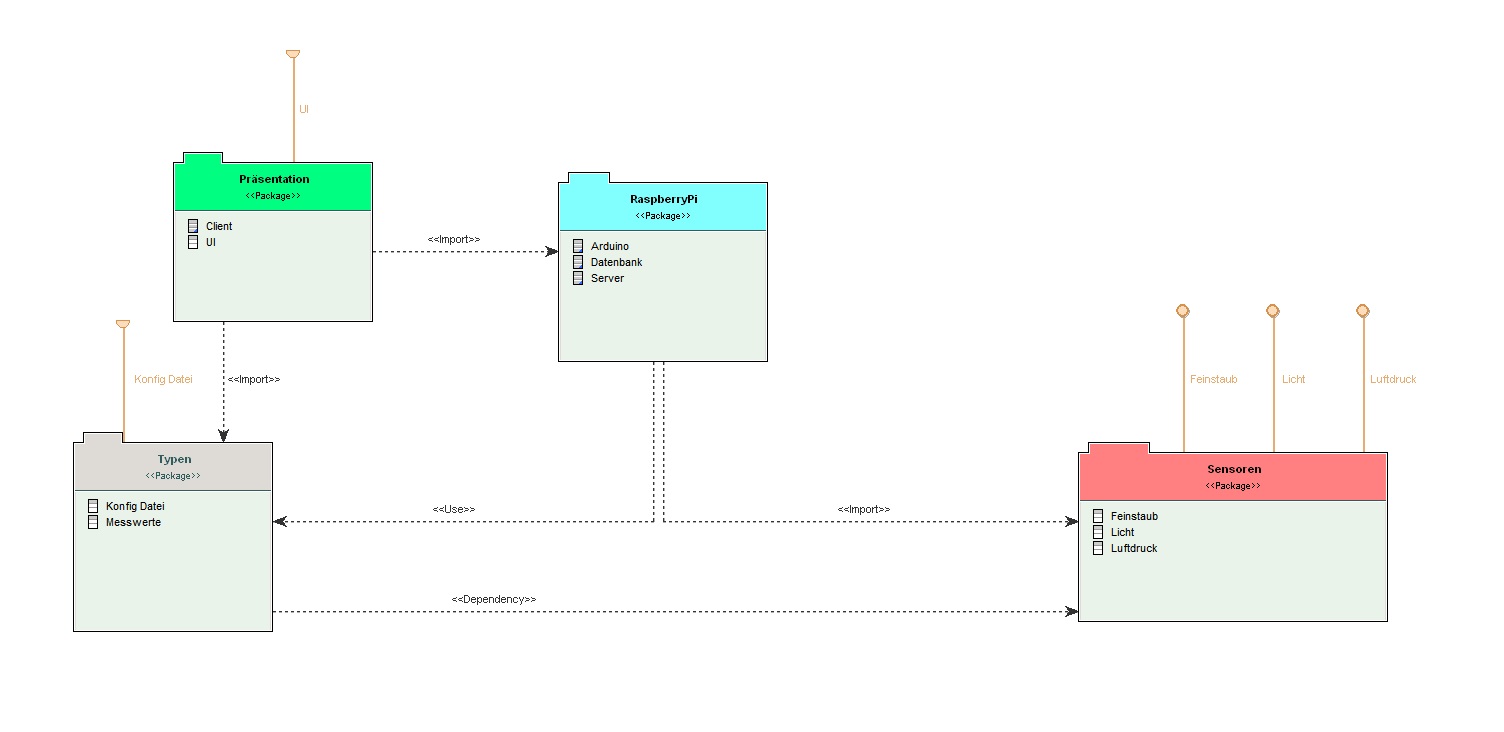 UI
Präsentation
<<Package>>
Client
UI
<<Import>>
RaspberryPi
<<Package>>
Arduino
Datenbank
Server
Konfig Datei
<<Import>>
Feinstaub
Licht
Luftdruck
Typen
<<Package>>
Konfig Datei
Messwerte
<<Use>>
<<Import>>
Sensoren
<<Package>>
Feinstaub
Licht
Luftdruck
<<Dependency>>